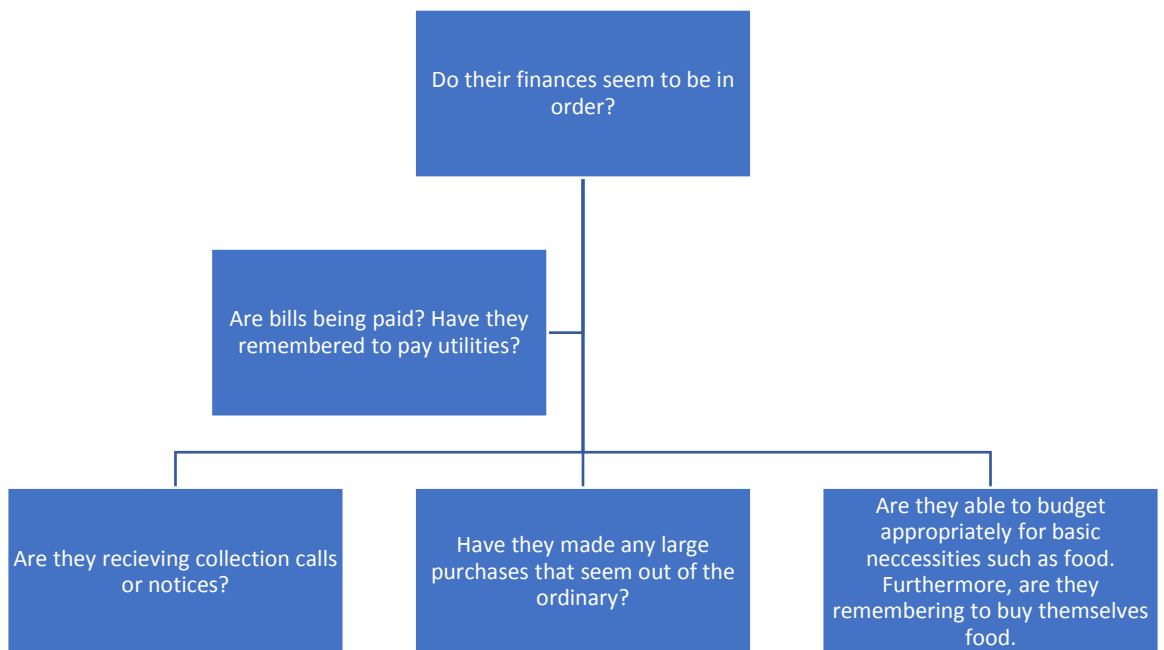 Do their finances seem to be in
order?
Are bills being paid? Have they
remembered to pay utilities?
Are they recieving collection calls
or notices?
Have they made any large
purchases that seem out of the
ordinary?
Are they able to budget
appropriately for basic
neccessities such as food.
Furthermore, are they
remembering to buy themselves
food.